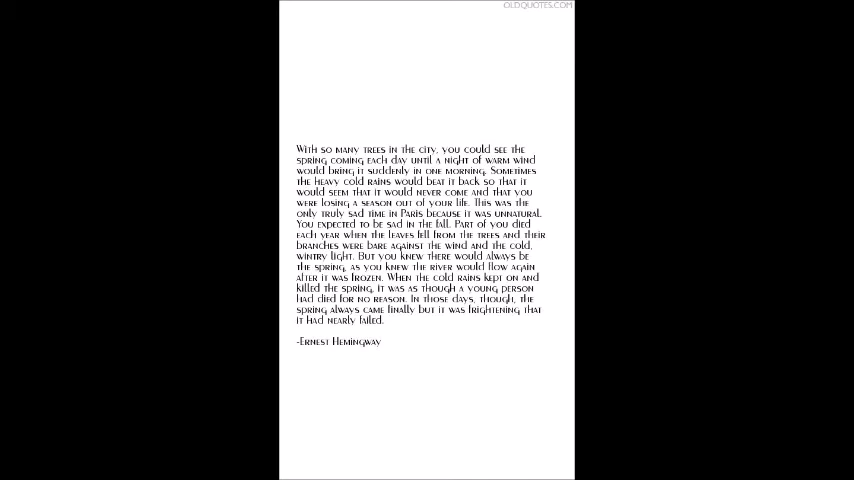 OLDQUOTES.COM
With so many trees in the city, you could see the
spring coming each day until a night of warm wind
would bring it suddenly in one morning. Sometimes
the heavy cold rains would beat it back so that it
would seem that it would never come and that you
were losing a season out of your life. This was the
only truly sad time in Paris because it was unnatural.
You expected to be sad in the fall. Part of you died
each year when the leaves fell from the trees and their
branches were bare against the wind and the cold,
wintry light. But you knew there would always be
the spring, as you knew the river would flow again
after it was frozen. When the cold rains kept on and
killed the spring, it was as though a young person
had died for no reason. In those days, though, the
spring always came finally but it was frightening that
it had nearly failed.
-Ernest Hemingway